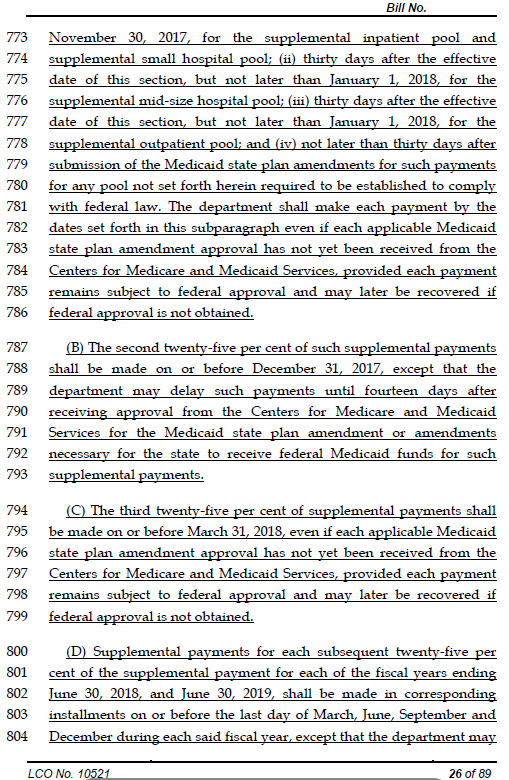 Bill No.
773 November 30, 2017, for the supplemental inpatient pool and
774 supplemental small hospital pool; (ii) thirty days after the effective
775 date of this section, but not later than January 1, 2018, for the
776 supplemental mid-size hospital pool; (iii) thirty days after the effective
777 date of this section, but not later than January 1, 2018, for the
778 supplemental outpatient pool; and (iv) not later than thirty days after
779 submission of the Medicaid state plan amendments for such payments
780 for any pool not set forth herein required to be established to comply
781 with federal law. The department shall make each payment by the
782 dates set forth in this subparagraph even if each applicable Medicaid
783 state plan amendment approval has not yet been received from the
784 Centers for Medicare and Medicaid Services, provided each payment
785 remains subject to federal approval and may later be recovered if
786 federal approval is not obtained.
787 (B) The second twenty-five per cent of such supplemental payments
788 shall be made on or before December 31, 2017, except that the
789 department may delay such payments until fourteen days after
790 receiving approval from the Centers for Medicare and Medicaid
791 Services for the Medicaid state plan amendment or amendments
792 necessary for the state to receive federal Medicaid funds for such
793 supplemental payments.
794 (C) The third twenty-five per cent of supplemental payments shall
795 be made on or before March 31, 2018, even if each applicable Medicaid
796 state plan amendment approval has not yet been received from the
797 Centers for Medicare and Medicaid Services, provided each payment
798 remains subject to federal approval and may later be recovered if
799 federal approval is not obtained.
800 (D) Supplemental payments for each subsequent twenty-five per
801 cent of the supplemental payment for each of the fiscal years ending
802 June 30, 2018, and June 30, 2019, shall be made in corresponding
803 installments on or before the last day of March, June, September and
804 December during each said fiscal year, except that the department may
LCO No. 10521 26 of 89